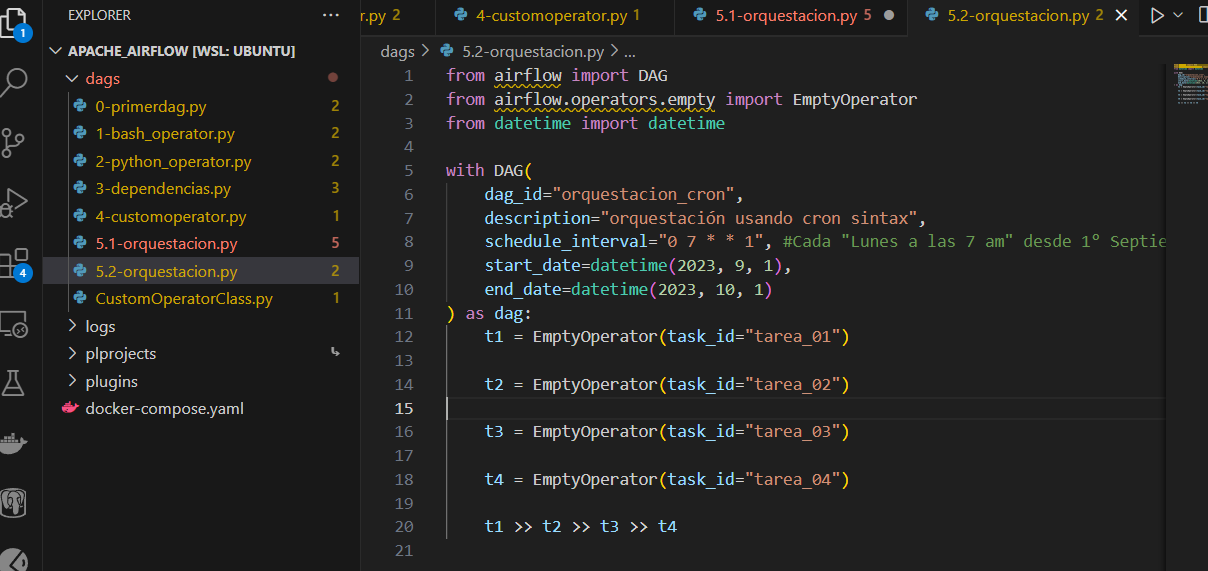 EXPLORER
···
APACHE_AIRFLOW [WSL: UBUNTU]
dags
0-primerdag.py 2
1-bash_operator.py 2
2-python_operator.py 2
3-dependencias.py 3
4-customoperator.py 1
5.1-orquestacion.py 5
5.2-orquestacion.py 2
CustomOperatorClass.py 1
logs
plprojects
plugins
docker-compose.yaml
1
4
r.py 2
4-customoperator.py 1
5.1-orquestacion.py 5
5.2-orquestacion.py 2
dags > 5.2-orquestacion.py > ...
1 from airflow import DAG
2 from airflow.operators.empty import EmptyOperator
3 from datetime import datetime
4
5 with DAG(
6 dag_id="orquestacion_cron",
7 description="orquestación usando cron sintax",
8 schedule_interval="0 7 * * 1", #Cada "Lunes a las 7 am" desde 1º Septie
9 start_date=datetime(2023, 9, 1),
10 end_date=datetime(2023, 10, 1)
11 ) as dag:
12 t1 = EmptyOperator(task_id="tarea_01")
13
14 t2 = EmptyOperator(task_id="tarea_02")
15
16 t3 = EmptyOperator(task_id="tarea_03")
17
18 t4 = EmptyOperator(task_id="tarea_04")
19
20 t1 >> t2 >> t3 >> t4
21